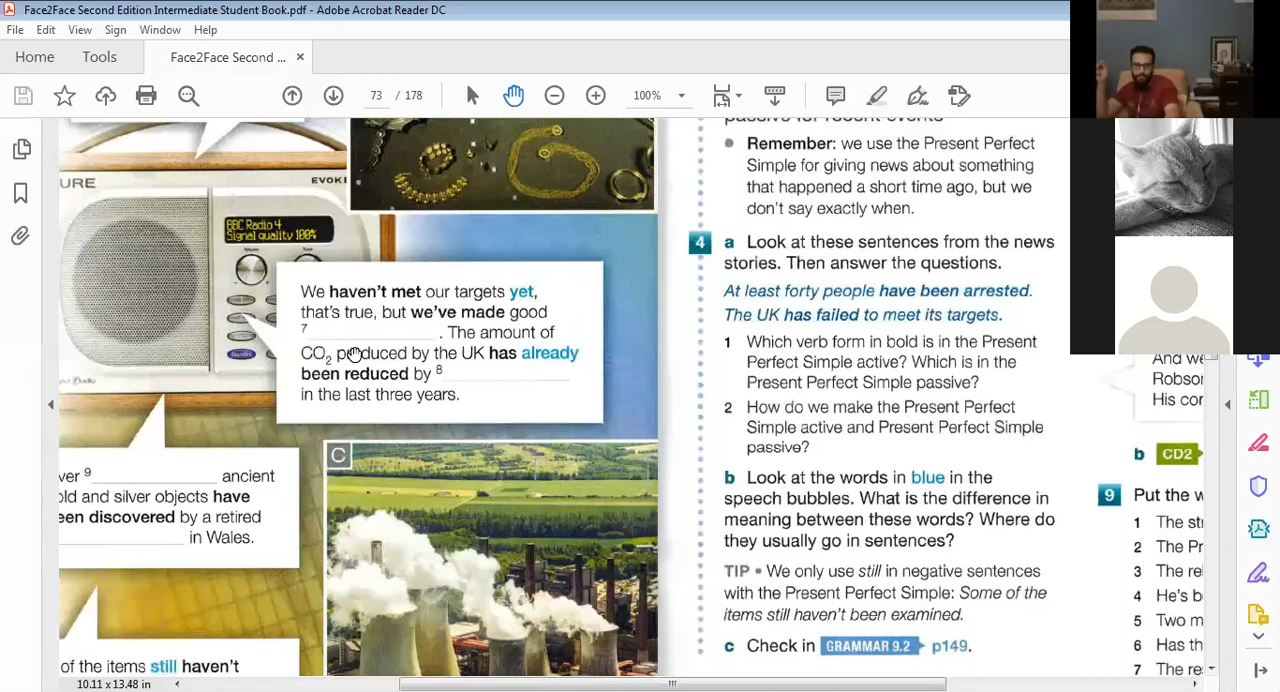 Face2Face Second Edition Intermediate Student Book.pdf - Adobe Acrobat Reader DC
File Edit View Sign Window Help
Home Tools Face2Face Second ... ×
73 / 178 100%
URE EVOKE
BBC Radio 4
Signal quality 100%
We haven't met our targets yet,
that's true, but we've made good
7 . The amount of
CO2 produced by the UK has already
been reduced by 8
in the last three years.
C
ver 9 ancient
old and silver objects have
een discovered by a retired
in Wales.
of the items still haven't
passive for recent events
Remember: we use the Present Perfect
Simple for giving news about something
that happened a short time ago, but we
don't say exactly when.
4 a Look at these sentences from the news
stories. Then answer the questions.
At least forty people have been arrested.
The UK has failed to meet its targets.
1 Which verb form in bold is in the Present
Perfect Simple active? Which is in the
Present Perfect Simple passive?
2 How do we make the Present Perfect
Simple active and Present Perfect Simple
passive?
b Look at the words in blue in the
speech bubbles. What is the difference in
meaning between these words? Where do
they usually go in sentences?
TIP • We only use still in negative sentences
with the Present Perfect Simple: Some of the
items still haven't been examined.
c Check in GRAMMAR 9.2 p149.
And we
Robson
His cor
b CD2
9 Put the w
1 The str
2 The Pr
3 The rel
4 He's b
5 Two m
6 Has th
7 The re
10.11 x 13.48 in